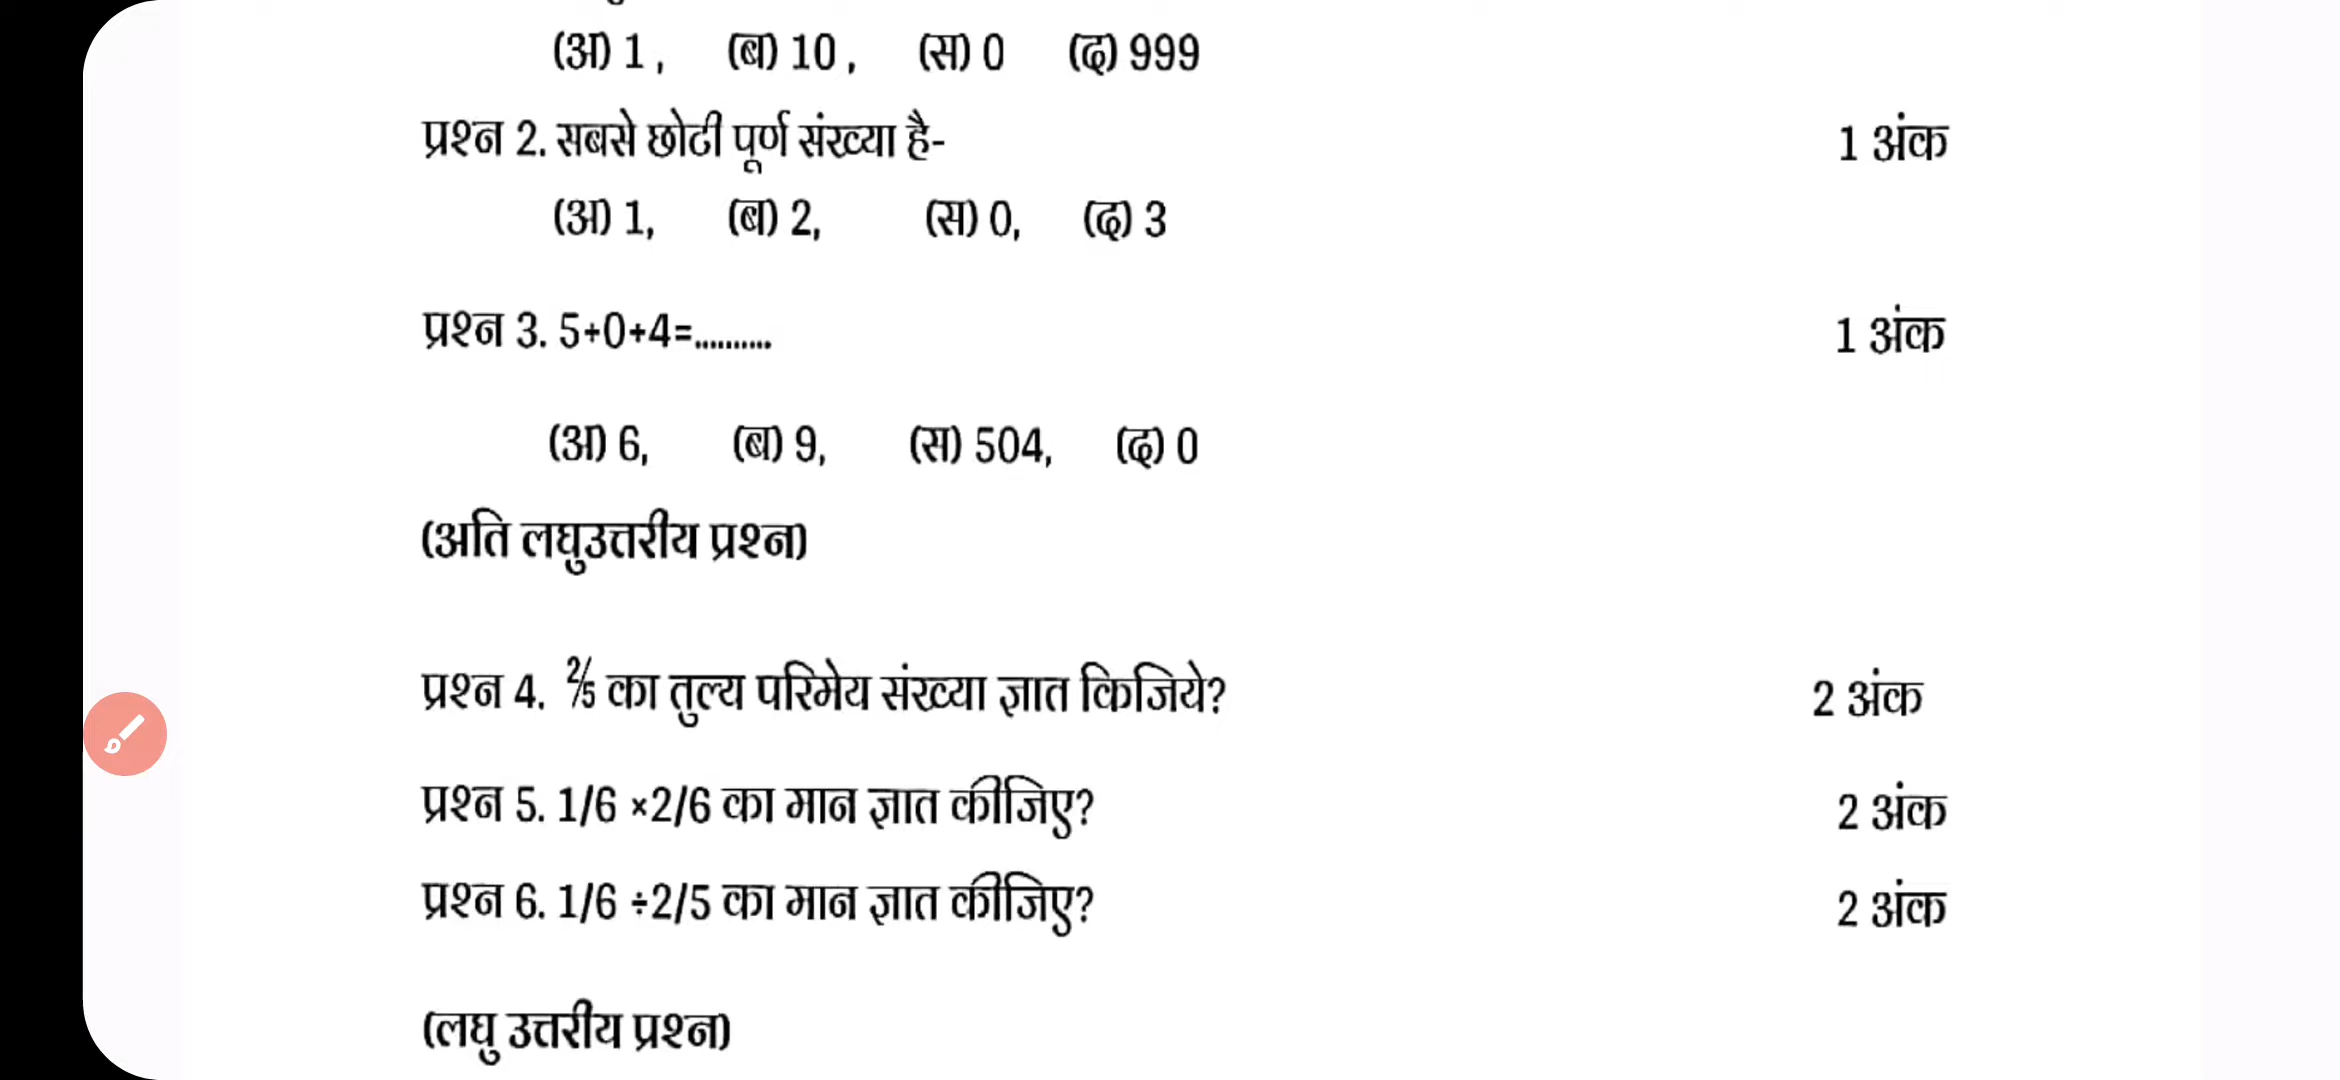 (अ) 1 , (ब) 10 , (स) 0 (द) 999
प्रश्न 2. सबसे छोटी पूर्ण संख्या है- 1 अंक
(अ) 1, (ब) 2, (स) 0, (द) 3
प्रश्न 3. 5+0+4=.......... 1 अंक
(अ) 6, (ब) 9, (स) 504, (द) 0
(अति लघुउत्तरीय प्रश्न)
प्रश्न 4. ⅖ का तुल्य परिमेय संख्या ज्ञात किजिये? 2 अंक
प्रश्न 5. 1/6 ×2/6 का मान ज्ञात कीजिए? 2 अंक
प्रश्न 6. 1/6 ÷2/5 का मान ज्ञात कीजिए? 2 अंक
(लघु उत्तरीय प्रश्न)